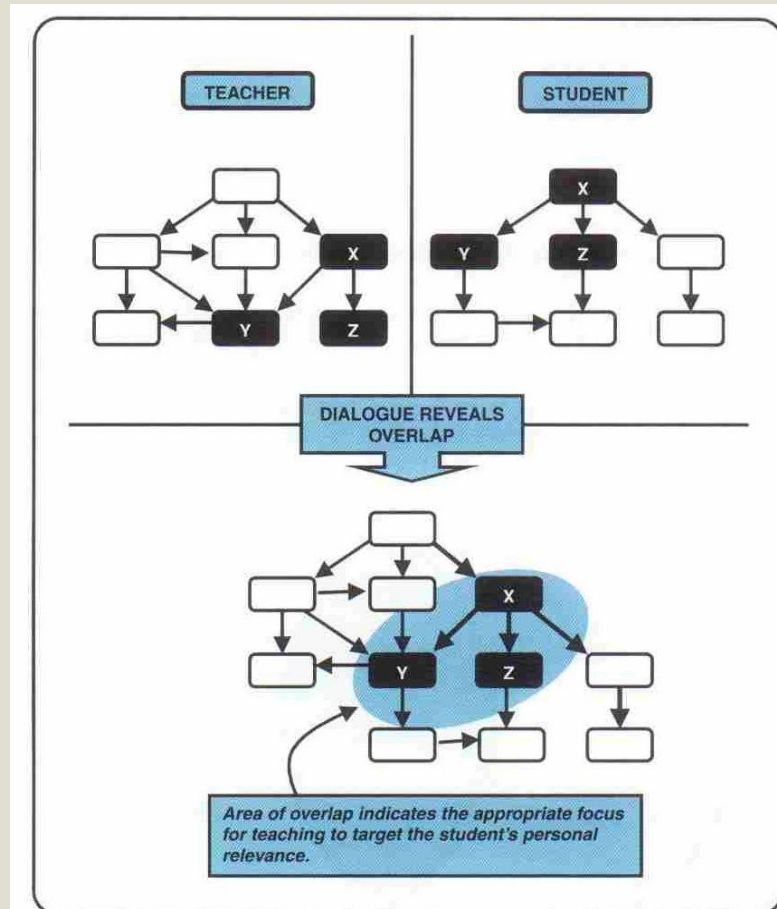 TEACHER
STUDENT
X
Y
Z
X
Y
Z
DIALOGUE REVEALS
OVERLAP
X
Y
Z
Area of overlap indicates the appropriate focus
for teaching to target the student's personal
relevance.